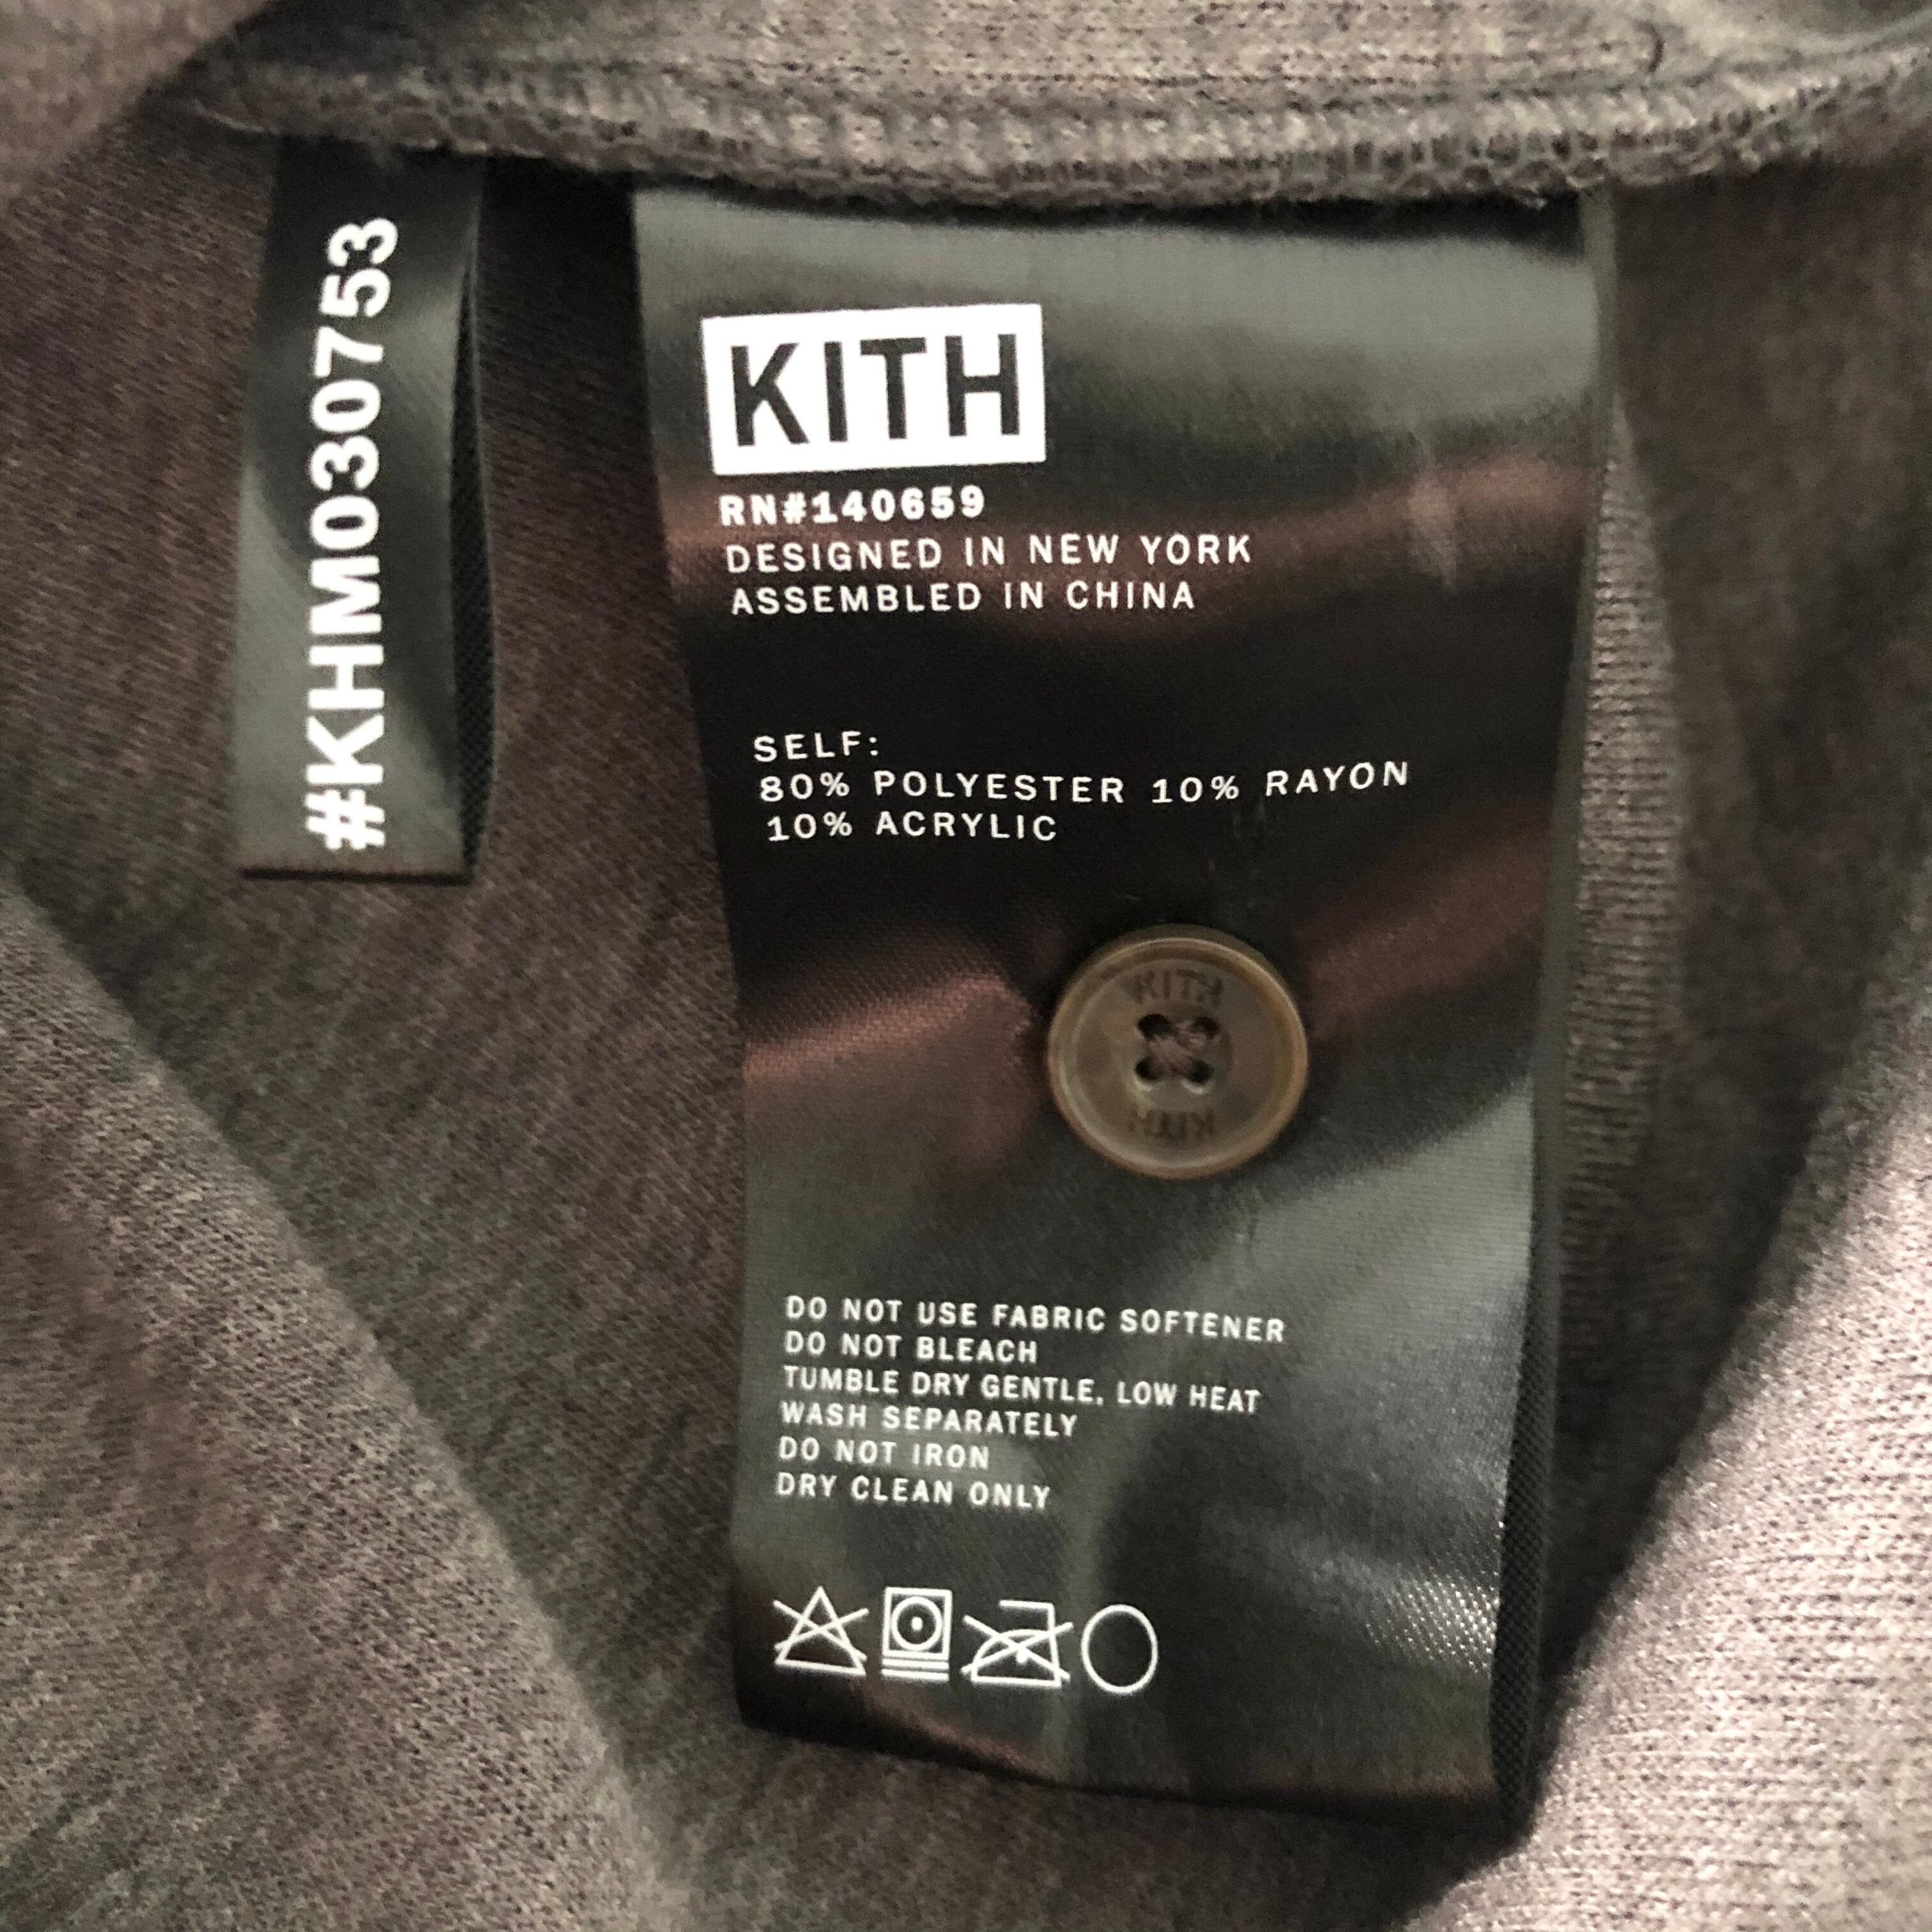 #KHM030753
KITH
RN#140659
DESIGNED IN NEW YORK
ASSEMBLED IN CHINA
SELF:
80% POLYESTER 10% RAYON
10% ACRYLIC
KITH
KITH
DO NOT USE FABRIC SOFTENER
DO NOT BLEACH
TUMBLE DRY GENTLE, LOW HEAT
WASH SEPARATELY
DO NOT IRON
DRY CLEAN ONLY